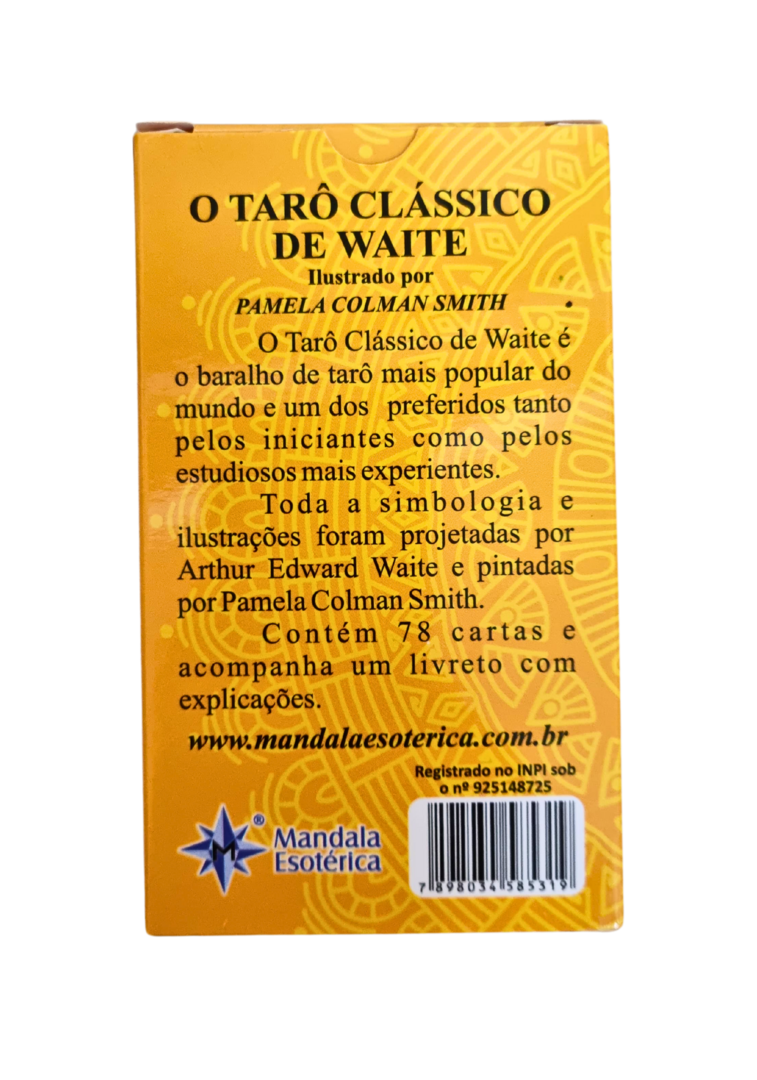 O TARÔ CLÁSSICO
DE WAITE
Ilustrado por
PAMELA COLMAN SMITH
O Tarô Clássico de Waite é
o baralho de tarô mais popular do
mundo e um dos preferidos tanto
pelos iniciantes como pelos
estudiosos mais experientes.
Toda a simbologia e
ilustrações foram projetadas por
Arthur Edward Waite e pintadas
por Pamela Colman Smith.
Contém 78 cartas e
acompanha um livreto com
explicações.
www.mandalaesoterica.com.br
Registrado no INPI sob
o nº 925148725
M
®
Mandala
Esotérica
7 898034 585319